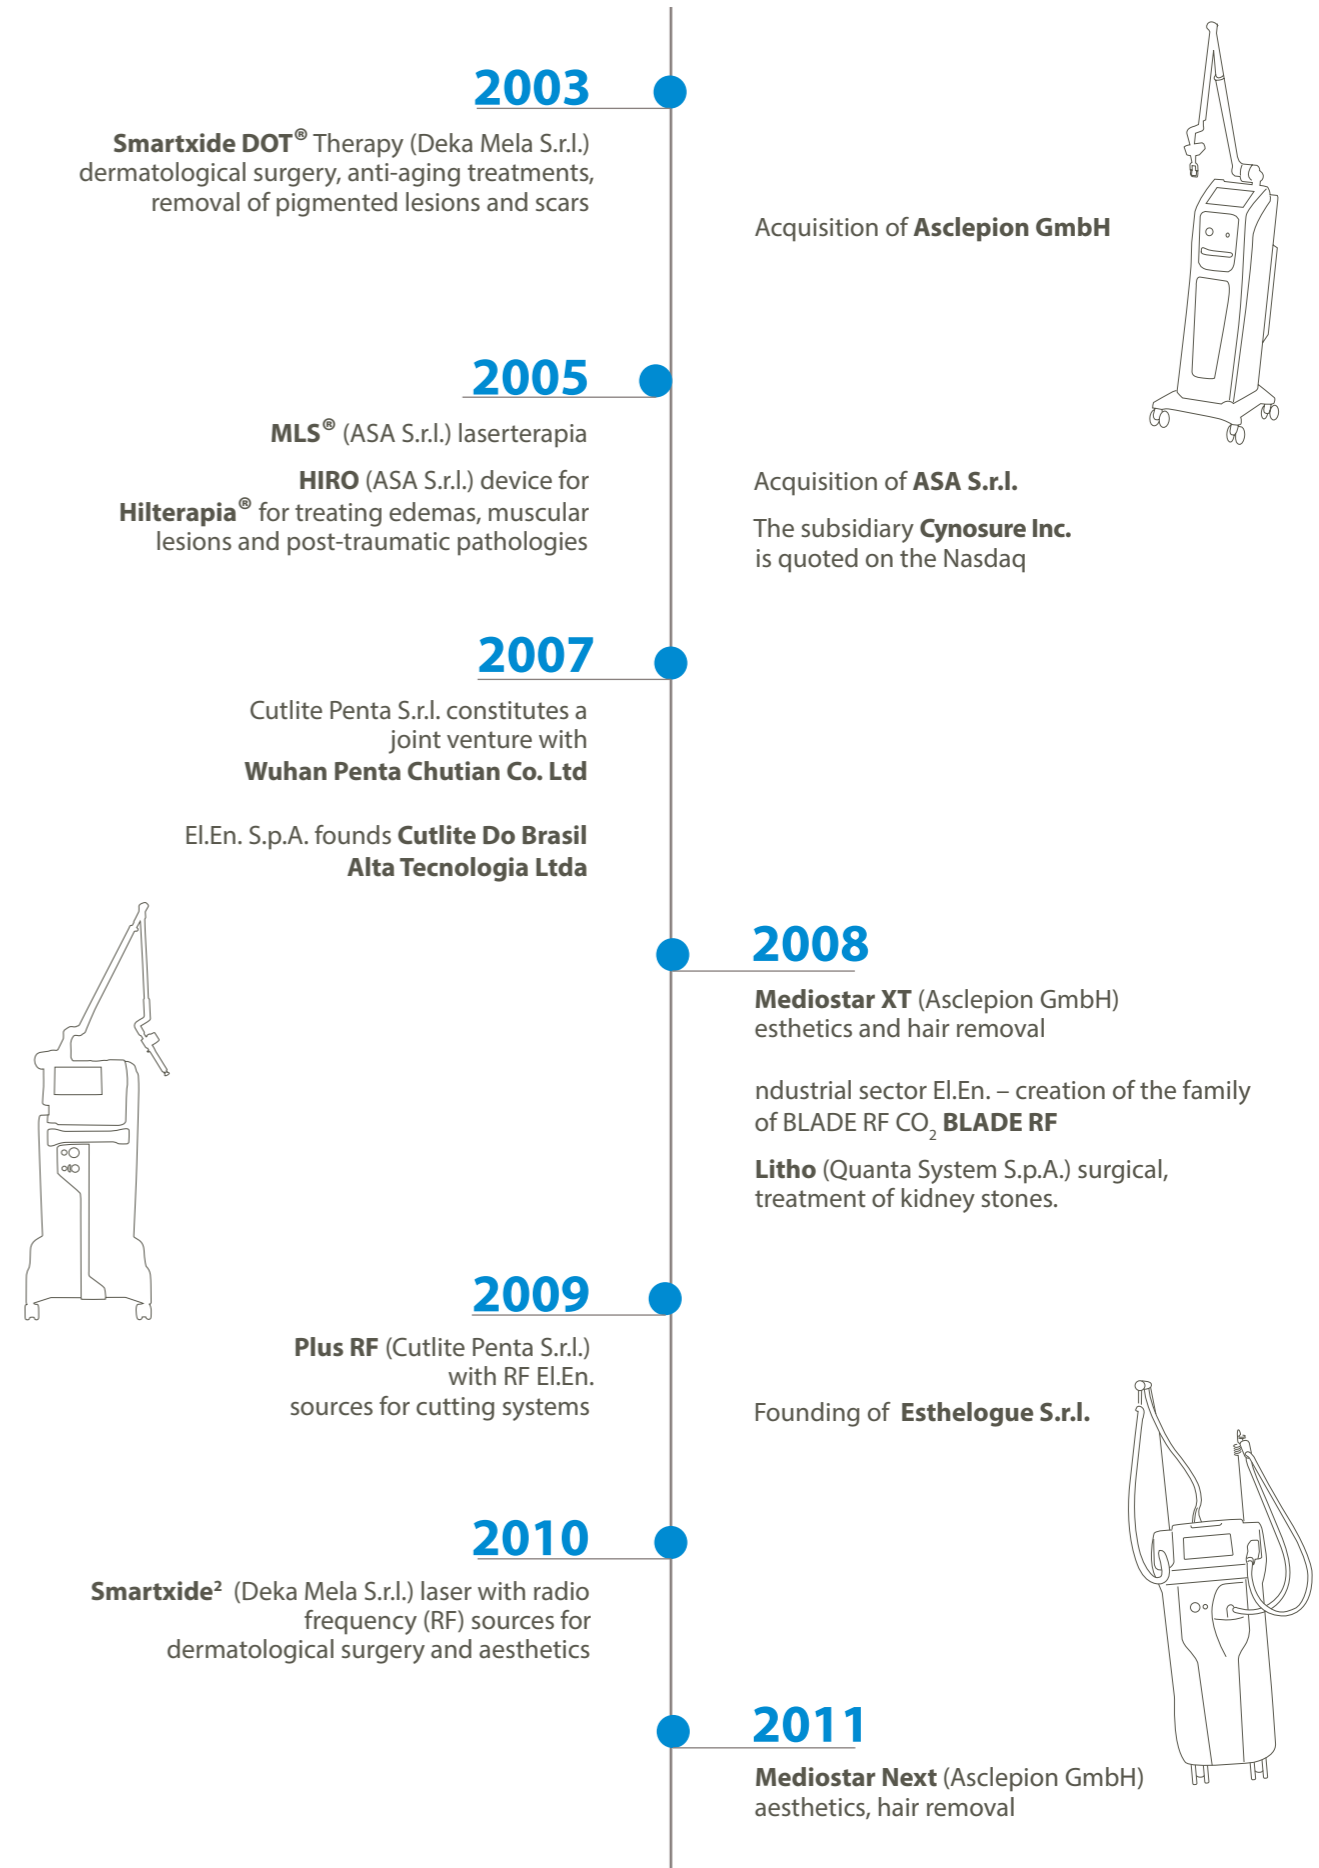 2003
Smartxide DOT® Therapy (Deka Mela S.r.l.)
dermatological surgery, anti-aging treatments,
removal of pigmented lesions and scars
Acquisition of Asclepion GmbH
2005
MLS® (ASA S.r.l.) laserterapia
HIRO (ASA S.r.l.) device for
Hilterapia® for treating edemas, muscular
lesions and post-traumatic pathologies
Acquisition of ASA S.r.l.
The subsidiary Cynosure Inc.
is quoted on the Nasdaq
2007
Cutlite Penta S.r.l. constitutes a
joint venture with
Wuhan Penta Chutian Co. Ltd
El.En. S.p.A. founds Cutlite Do Brasil
Alta Tecnologia Ltda
2008
Mediostar XT (Asclepion GmbH)
esthetics and hair removal
ndustrial sector El.En. – creation of the family
of BLADE RF CO₂ BLADE RF
Litho (Quanta System S.p.A.) surgical,
treatment of kidney stones.
2009
Plus RF (Cutlite Penta S.r.l.)
with RF El.En.
sources for cutting systems
Founding of Esthelogue S.r.l.
2010
Smartxide² (Deka Mela S.r.l.) laser with radio
frequency (RF) sources for
dermatological surgery and aesthetics
2011
Mediostar Next (Asclepion GmbH)
aesthetics, hair removal